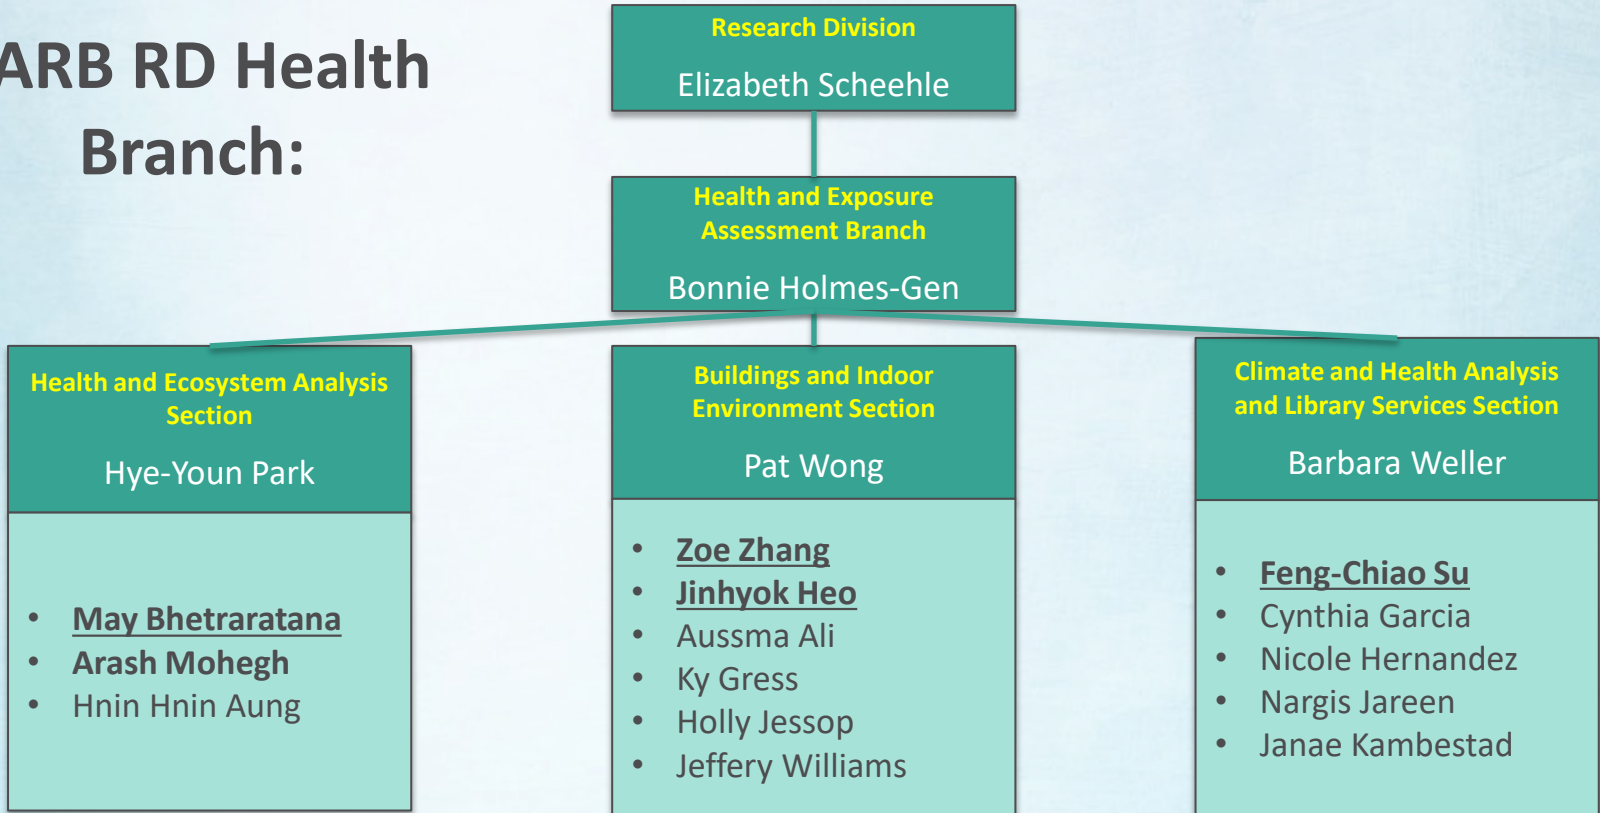 ARB RD Health
Branch:
Research Division
Elizabeth Scheehle
Health and Exposure
Assessment Branch
Bonnie Holmes-Gen
Health and Ecosystem Analysis
Section
Hye-Youn Park
• May Bhetraratana
• Arash Mohegh
• Hnin Hnin Aung
Buildings and Indoor
Environment Section
Pat Wong
• Zoe Zhang
• Jinhyok Heo
• Aussma Ali
• Ky Gress
• Holly Jessop
• Jeffery Williams
Climate and Health Analysis
and Library Services Section
Barbara Weller
• Feng-Chiao Su
• Cynthia Garcia
• Nicole Hernandez
• Nargis Jareen
• Janae Kambestad